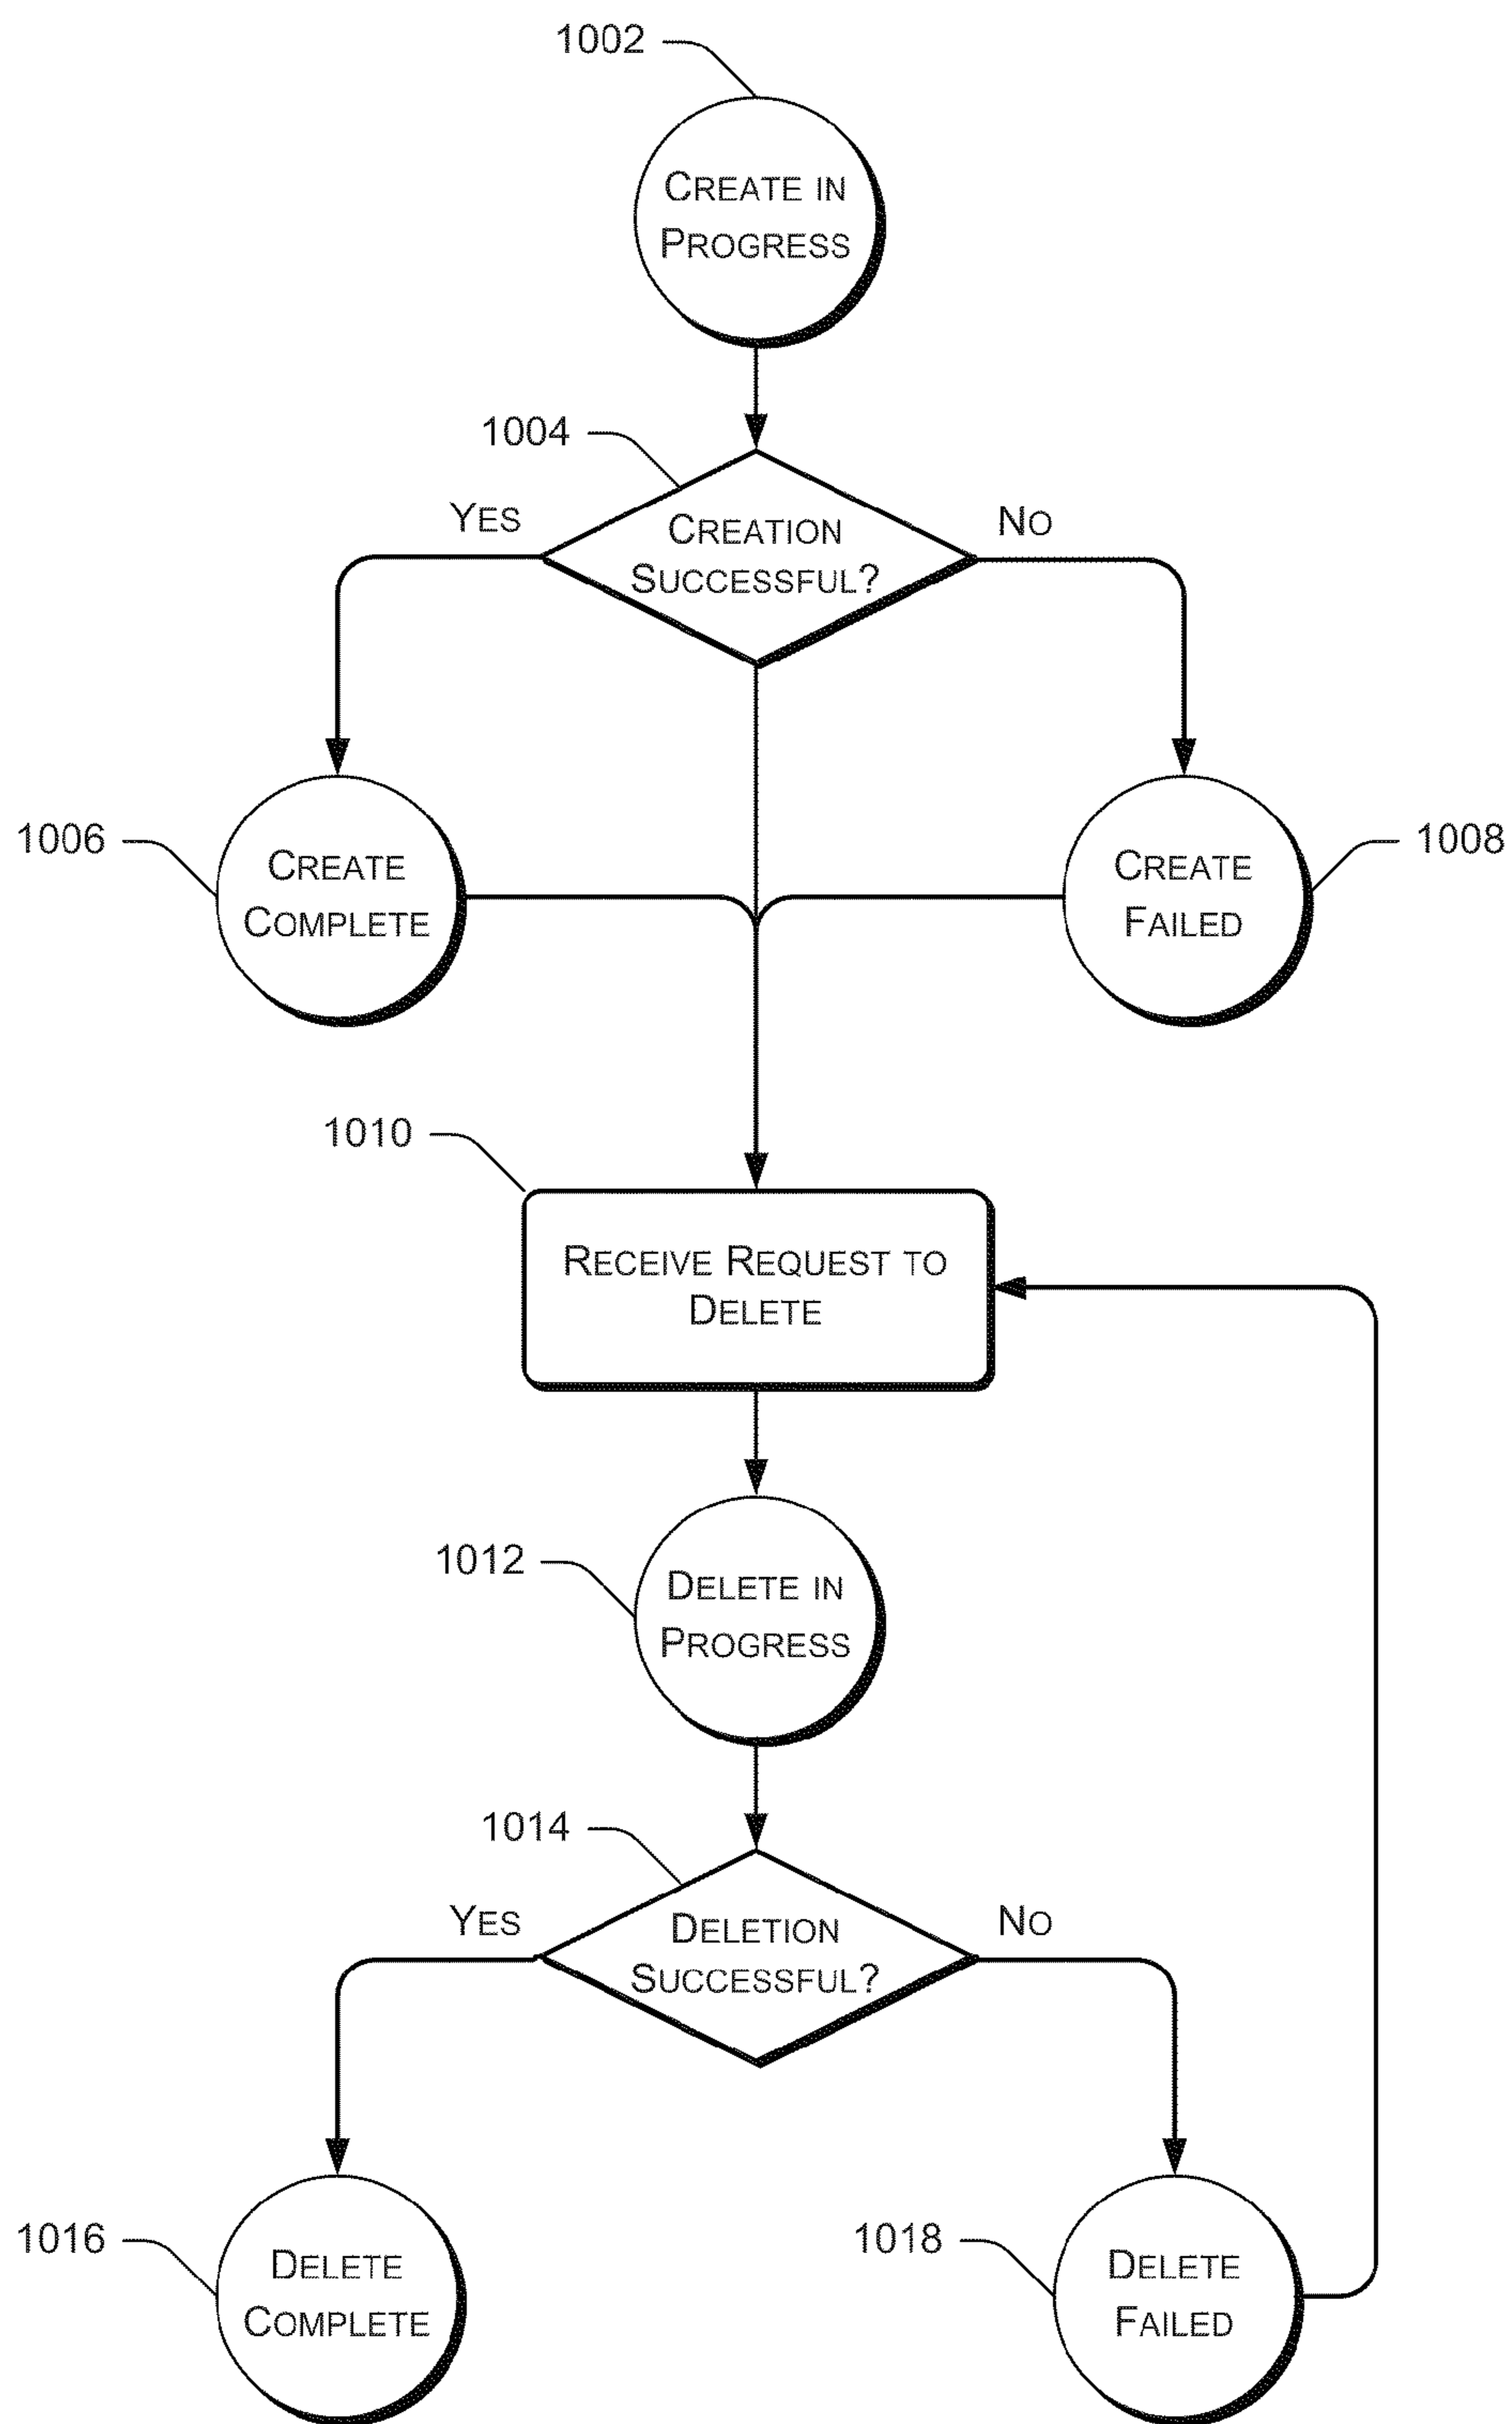 1002
CREATE IN
PROGRESS
1004
YES
CREATION
NO
SUCCESSFUL?
1006
CREATE
COMPLETE
CREATE
FAILED
1008
1010
RECEIVE REQUEST TO
DELETE
1012
DELETE IN
PROGRESS
1014
YES
DELETION
NO
SUCCESSFUL?
1016
DELETE
COMPLETE
1018
DELETE
FAILED